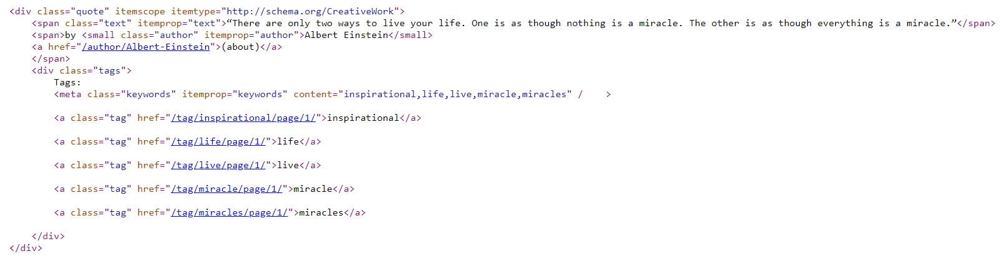 <div class="quote" itemscope itemtype="http://schema.org/CreativeWork">
<span class="text" itemprop="text">“There are only two ways to live your life. One is as though nothing is a miracle. The other is as though everything is a miracle.”</span>
<span>by <small class="author" itemprop="author">Albert Einstein</small>
<a href="/author/Albert-Einstein">(about)</a>
</span>
<div class="tags">
Tags:
<meta class="keywords" itemprop="keywords" content="inspirational,life,live,miracle,miracles" /    >
<a class="tag" href="/tag/inspirational/page/1/">inspirational</a>
<a class="tag" href="/tag/life/page/1/">life</a>
<a class="tag" href="/tag/live/page/1/">live</a>
<a class="tag" href="/tag/miracle/page/1/">miracle</a>
<a class="tag" href="/tag/miracles/page/1/">miracles</a>
</div>
</div>